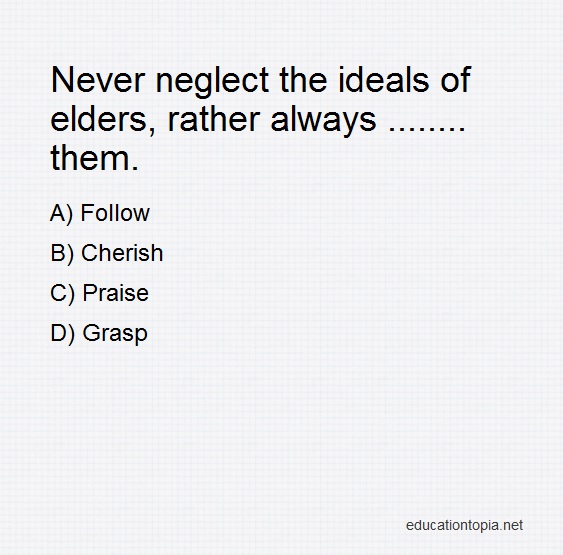 Never neglect the ideals of
elders, rather always ........
them.
A) Follow
B) Cherish
C) Praise
D) Grasp
educationtopia.net